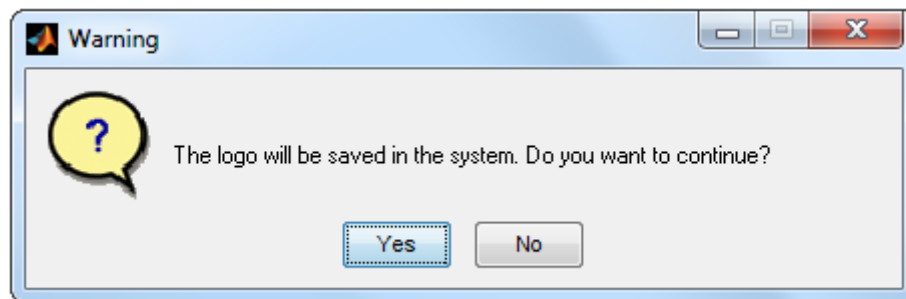 Warning
?
The logo will be saved in the system. Do you want to continue?
Yes No